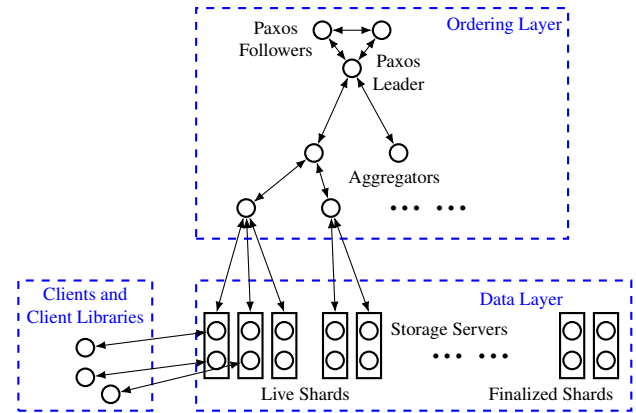 Paxos
Followers
Ordering Layer
Paxos
Leader
Aggregators
... ...
Clients and
Client Libraries
Data Layer
Storage Servers
... ...
Live Shards
Finalized Shards